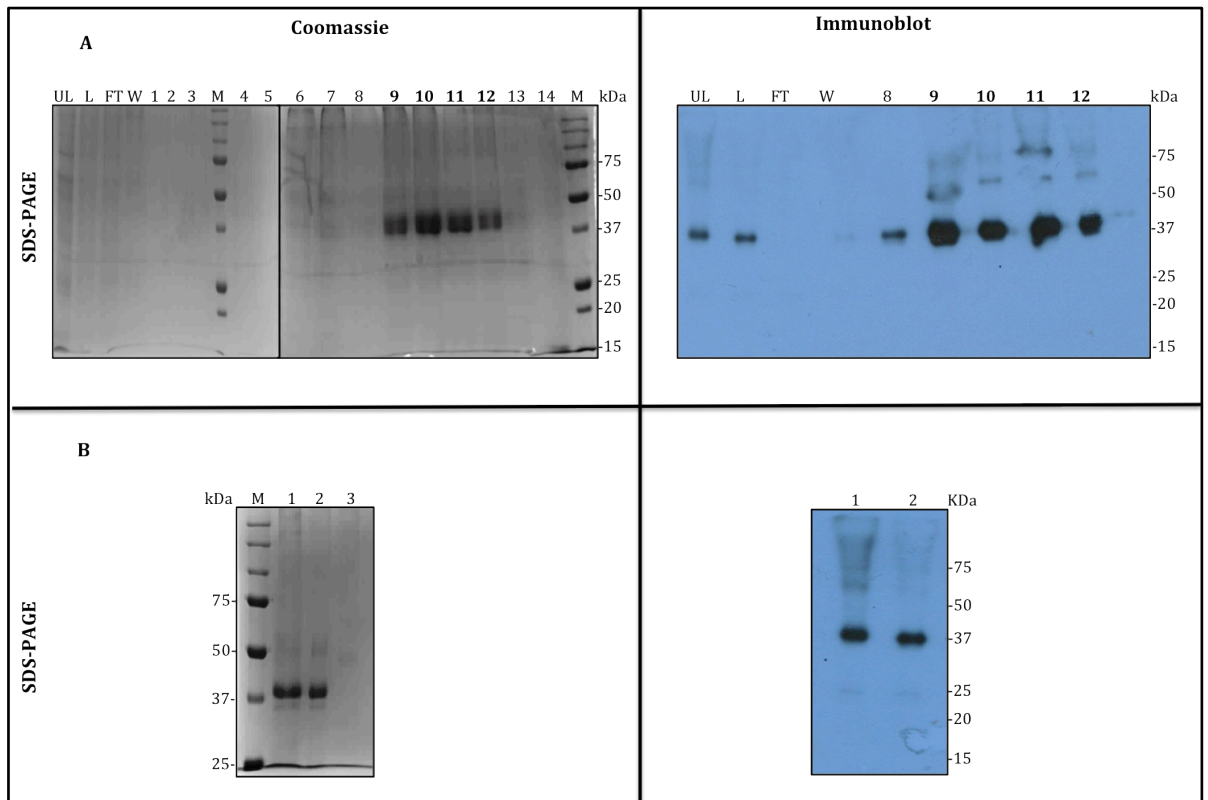 Coomassie
Immunoblot
A
UL L FT W 1 2 3 M 4 5 6 7 8 9 10 11 12 13 14 M kDa
-75
-50
-37
-25
-20
-15
SDS-PAGE
UL L FT W 8 9 10 11 12 kDa
-75
-50
-37
-25
-20
-15
B
kDa M 1 2 3
75-
50-
37-
25-
SDS-PAGE
1 2 KDa
-75
-50
-37
-25
-20
-15